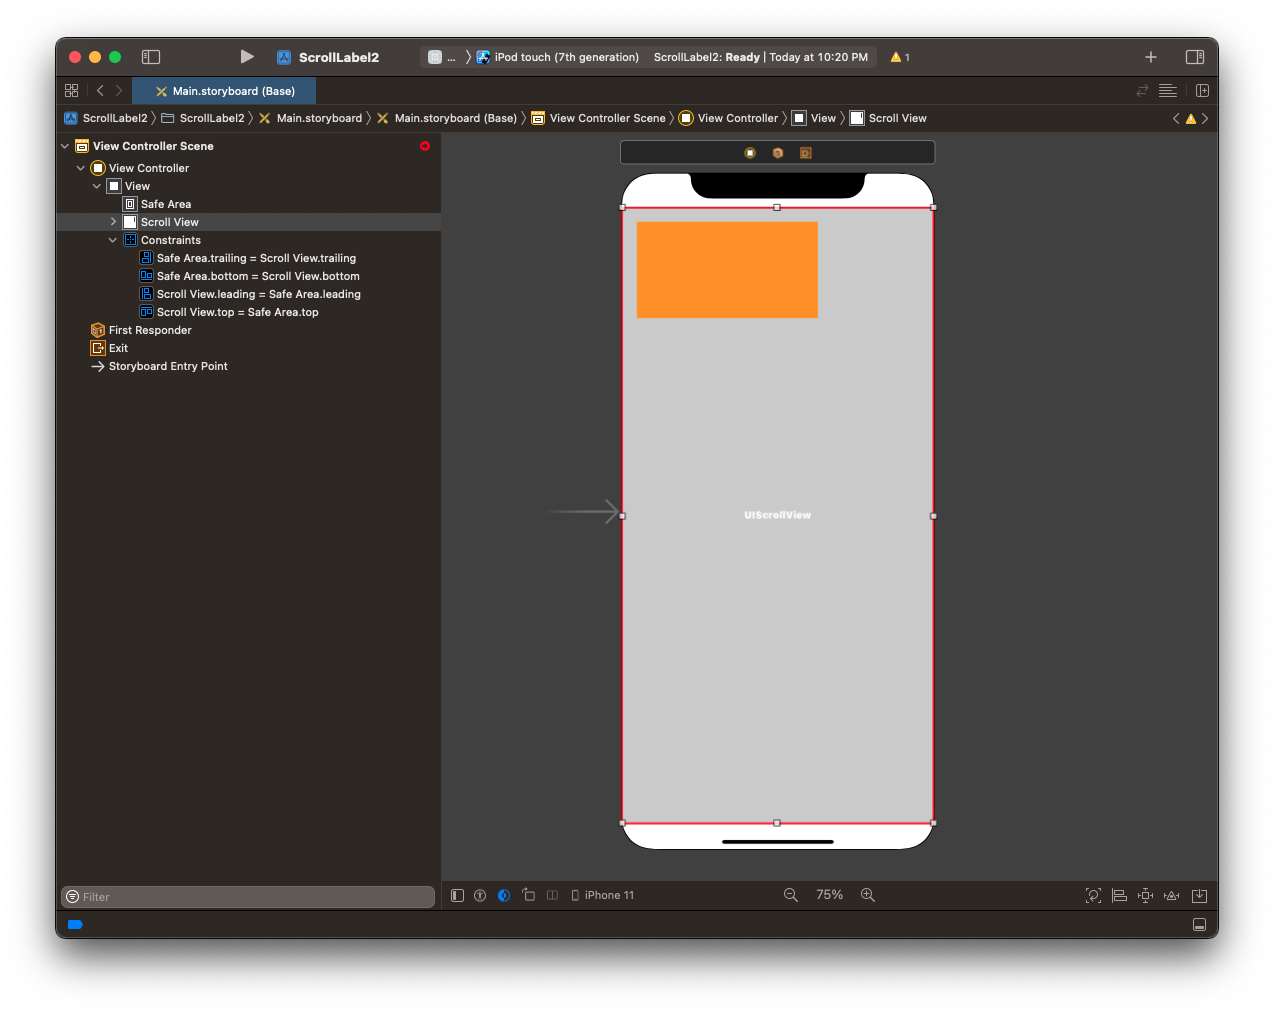 ScrollLabel2
... 〉 iPod touch (7th generation) ScrollLabel2: Ready | Today at 10:20 PM 1
Main.storyboard (Base)
ScrollLabel2 〉 ScrollLabel2 〉 Main.storyboard 〉 Main.storyboard (Base) 〉 View Controller Scene 〉 View Controller 〉 View 〉 Scroll View
View Controller Scene
View Controller
View
Safe Area
Scroll View
Constraints
Safe Area.trailing = Scroll View.trailing
Safe Area.bottom = Scroll View.bottom
Scroll View.leading = Safe Area.leading
Scroll View.top = Safe Area.top
First Responder
Exit
Storyboard Entry Point
UIScrollView
Filter
iPhone 11 75%